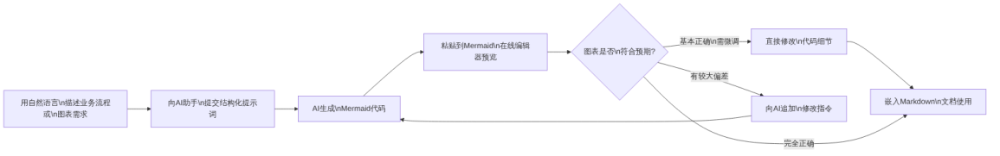 用自然语言\n描述业务流程
或\n图表需求
向AI助手\n提交结构化提示
词
AI生成\nMermaid代码
粘贴到Mermaid\n在线编辑
器预览
图表是否\n符合预期?
基本正确\n需微调
直接修改\n代码细节
有较大偏差
向AI追加\n修改指令
完全正确
嵌入Markdown\n文档使用